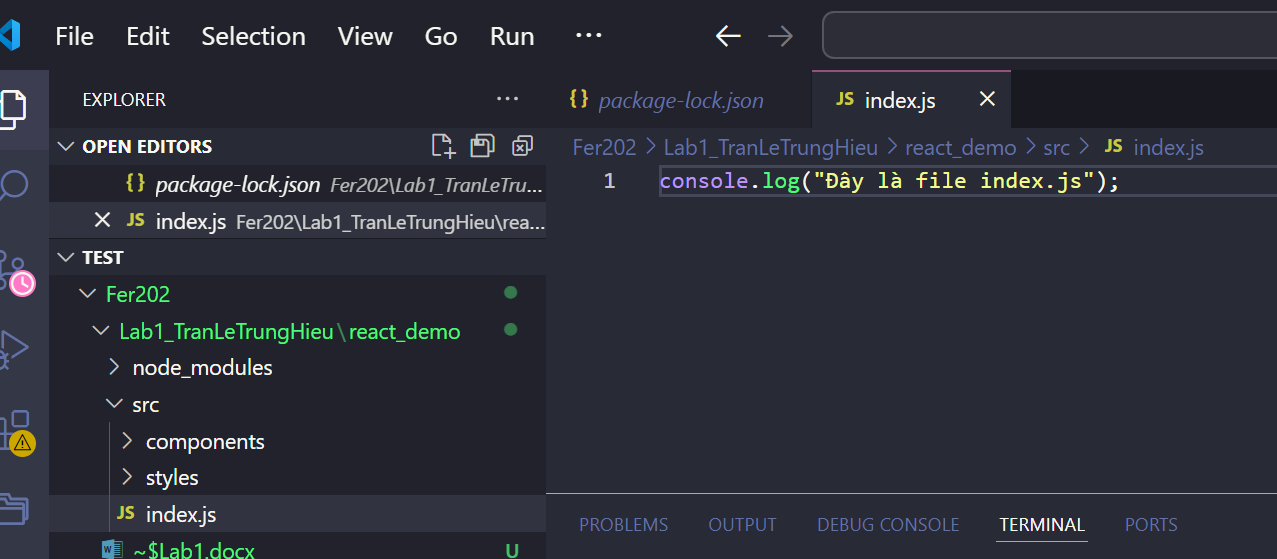 File Edit Selection View Go Run ···
EXPLORER ···
{} package-lock.json
JS index.js
OPEN EDITORS
Fer202 > Lab1_TranLeTrungHieu > react_demo > src > JS index.js
{} package-lock.json Fer202\Lab1_TranLeTru...
1 console.log("Đây là file index.js");
JS index.js Fer202\Lab1_TranLeTrungHieu\rea...
TEST
Fer202
Lab1_TranLeTrungHieu\react_demo
node_modules
src
components
styles
JS index.js
~$Lab1.docx U
PROBLEMS OUTPUT DEBUG CONSOLE TERMINAL PORTS